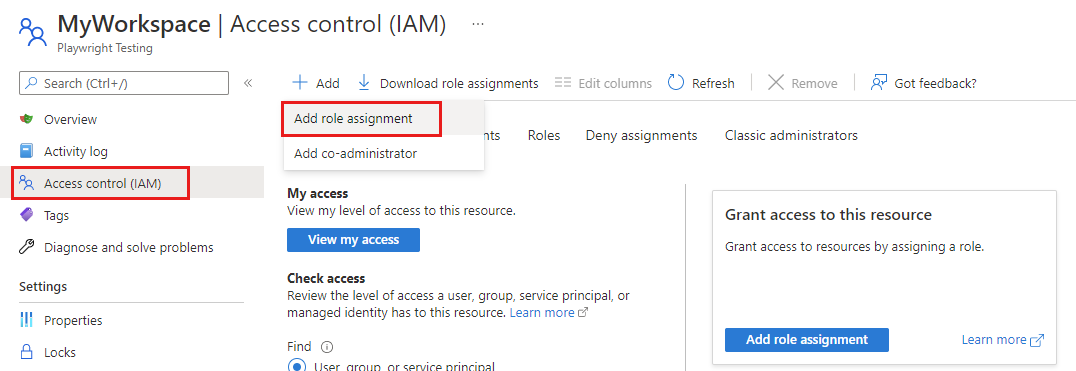 MyWorkspace | Access control (IAM) ...
Playwright Testing
Search (Ctrl+/)
Overview
Activity log
Access control (IAM)
Tags
Diagnose and solve problems
Settings
Properties
Locks
Add
Download role assignments
Edit columns
Refresh
Remove
Got feedback?
Add role assignment
Add co-administrator
Roles
Deny assignments
Classic administrators
My access
View my level of access to this resource.
View my access
Check access
Review the level of access a user, group, service principal, or
managed identity has to this resource. Learn more
Find
User, group, or service principal
Grant access to this resource
Grant access to resources by assigning a role.
Add role assignment
Learn more